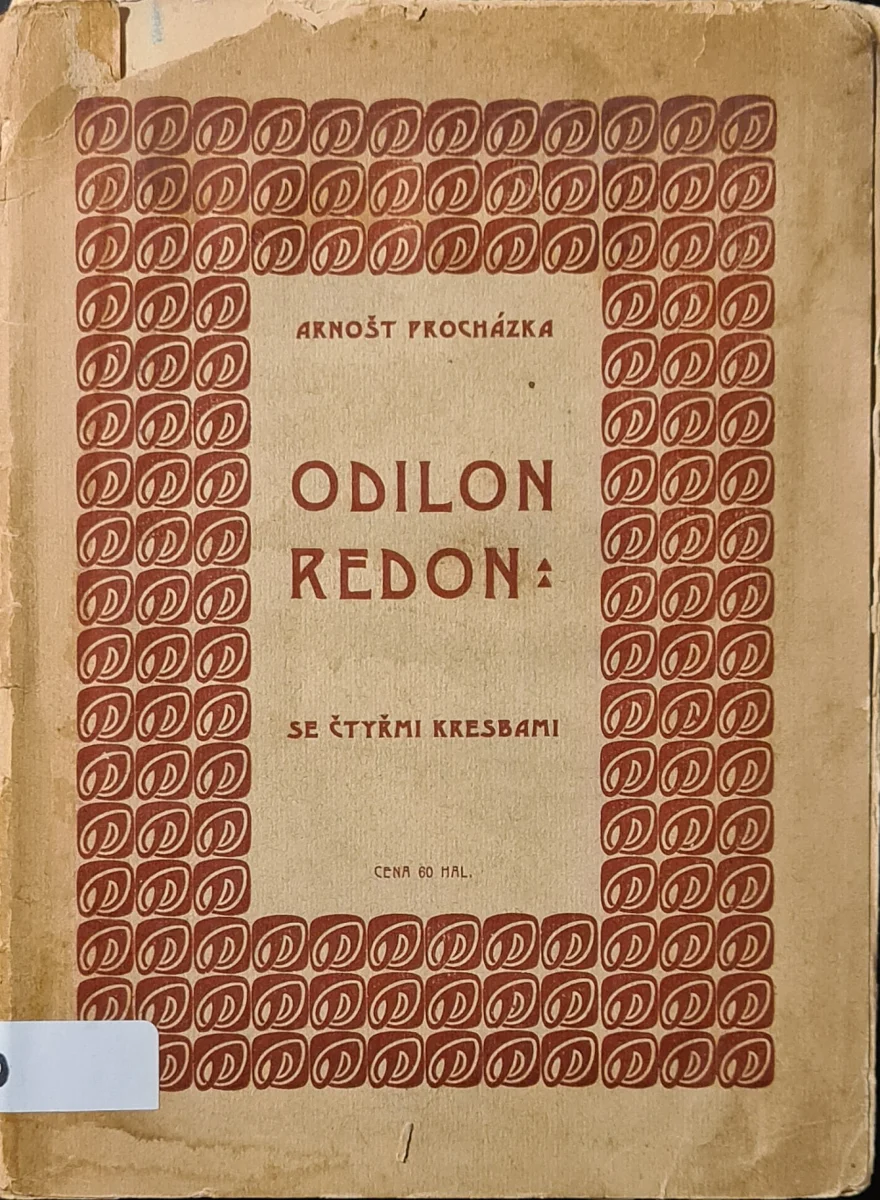 ARNOŠT PROCHÁZKA
ODILON
REDON:
SE ČTYŘMI KRESBAMI
CENA 60 HAL.